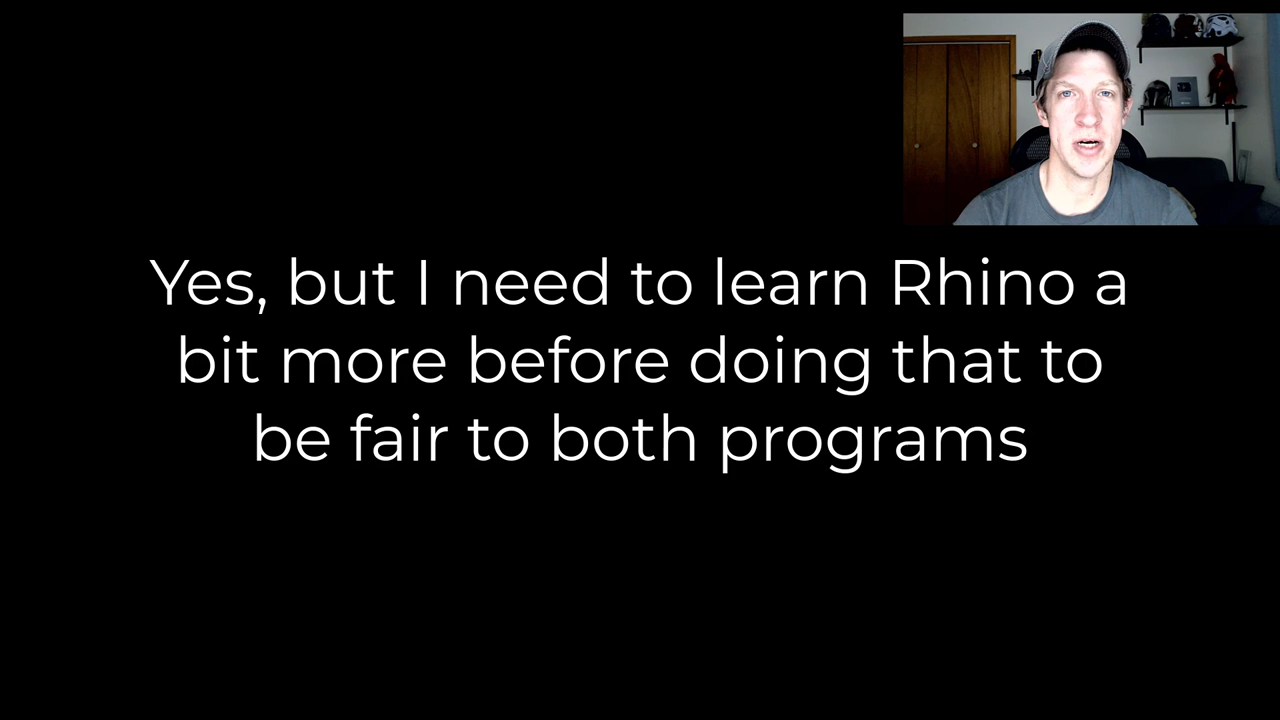 Yes, but I need to learn Rhino a
bit more before doing that to
be fair to both programs